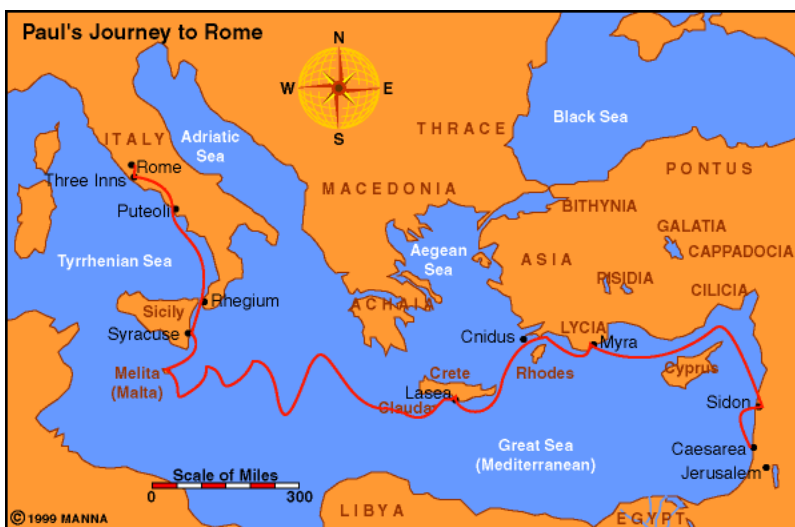 Paul's Journey to Rome
N
W
E
S
Black Sea
ITALY
Adriatic
Sea
THRACE
Rome
Three Inns
PONTUS
MACEDONIA
Puteoli
BITHYNIA
GALATIA
CAPPADOCIA
Aegean
Sea
ASIA
Tyrrhenian Sea
PISIDIA
CILICIA
Rhegium
ACHAIA
Sicily
Syracuse
LYCIA
Cnidus
Myra
Melita
(Malta)
Crete
Rhodes
Cyprus
Lasea
Clauda
Sidon
Great Sea
(Mediterranean)
Caesarea
Jerusalem
Scale of Miles
0
300
LIBYA
EGYPT
© 1999 MANNA